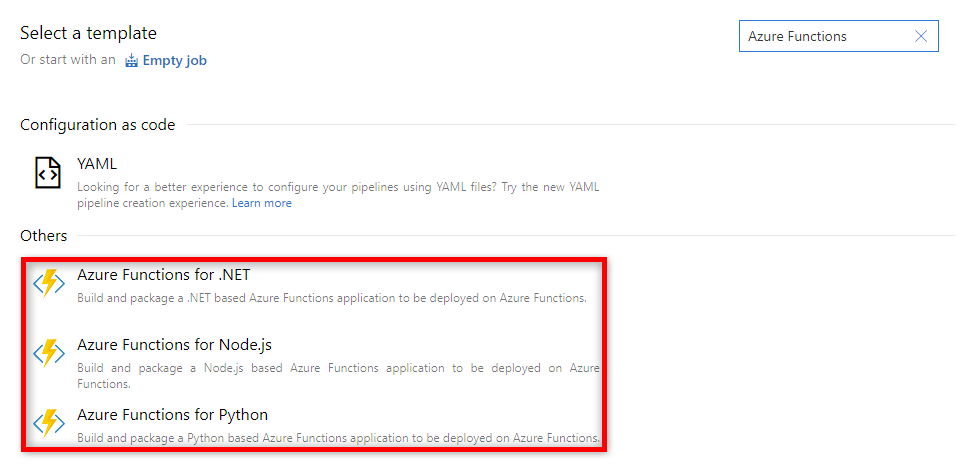 Select a template
Azure Functions
Or start with an Empty job
Configuration as code
YAML
Looking for a better experience to configure your pipelines using YAML files? Try the new YAML
pipeline creation experience. Learn more
Others
Azure Functions for .NET
Build and package a .NET based Azure Functions application to be deployed on Azure Functions.
Azure Functions for Node.js
Build and package a Node.js based Azure Functions application to be deployed on Azure
Functions.
Azure Functions for Python
Build and package a Python based Azure Functions application to be deployed on Azure Functions.